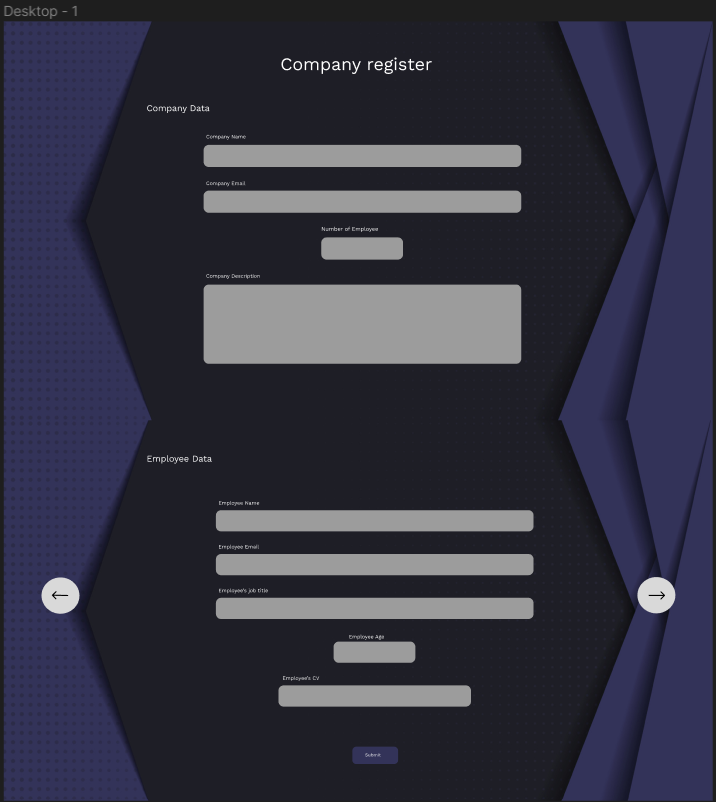 Desktop - 1
Company register
Company Data
Company Name
Company Email
Number of Employee
Company Description
Employee Data
Employee Name
Employee Email
Employee's job title
Employee Age
Employee's CV
Submit